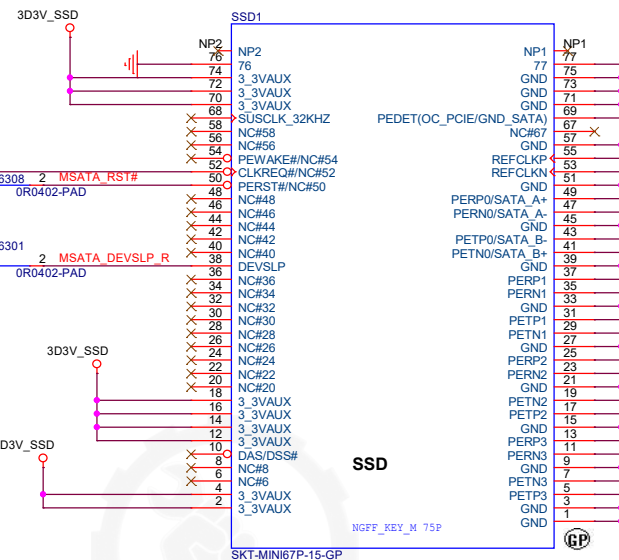 3D3V_SSD
SSD1
NP2 NP2 NP1 NP1
76 76 77 77
74 3_3VAUX GND 75
72 3_3VAUX GND 73
70 3_3VAUX GND 71
68 SUSCLK_32KHZ PEDET(OC_PCIE/GND_SATA) 69
58 NC#58 NC#67 67
56 NC#56 GND 57
54 PEWAKE#/NC#54 REFCLKP 55
52 CLKREQ#/NC#52 REFCLKN 53
6308 2 MSATA_RST# 50 PERST#/NC#50 GND 51
0R0402-PAD 48 NC#48 PERP0/SATA_A+ 49
46 NC#46 PERN0/SATA_A- 47
44 NC#44 GND 45
42 NC#42 PETP0/SATA_B- 43
6301 40 NC#40 PETN0/SATA_B+ 41
2 MSATA_DEVSLP_R 38 DEVSLP GND 39
0R0402-PAD 36 NC#36 PERP1 37
34 NC#34 PERN1 35
32 NC#32 GND 33
30 NC#30 PETP1 31
28 NC#28 PETN1 29
26 NC#26 GND 27
3D3V_SSD 24 NC#24 PERP2 25
22 NC#22 PERN2 23
20 NC#20 GND 21
18 3_3VAUX PETN2 19
16 3_3VAUX PETP2 17
14 3_3VAUX GND 15
12 3_3VAUX PERP3 13
D3V_SSD 10 DAS/DSS# PERN3 11
8 NC#8 SSD GND 9
6 NC#6 PETN3 7
4 3_3VAUX PETP3 5
2 3_3VAUX GND 3
NGFF_KEY_M 75P GND 1
GP
SKT-MINI67P-15-GP